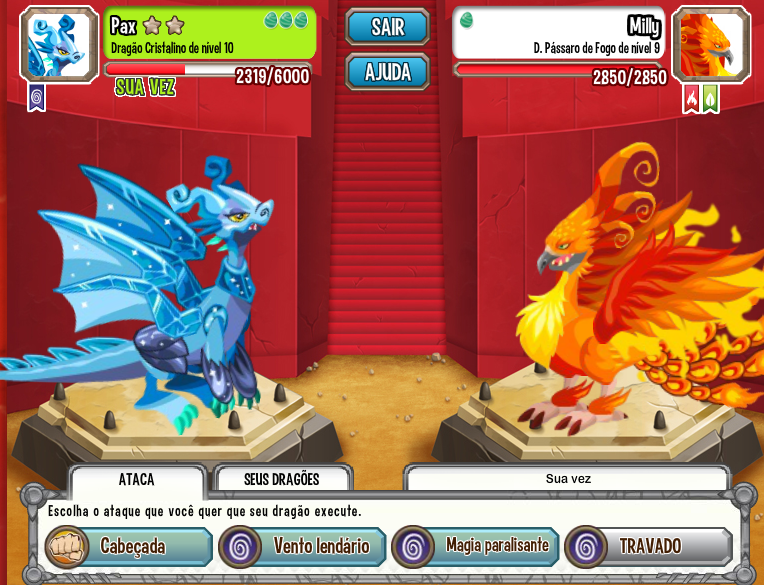 Pax
Dragão Cristalino de nível 10
SUA VEZ
2319/6000
SAIR
AJUDA
Milly
D. Pássaro de Fogo de nível 9
2850/2850
ATACA
SEUS DRAGÕES
Sua vez
Escolha o ataque que você quer que seu dragão execute.
Cabeçada
Vento lendário
Magia paralisante
TRAVADO